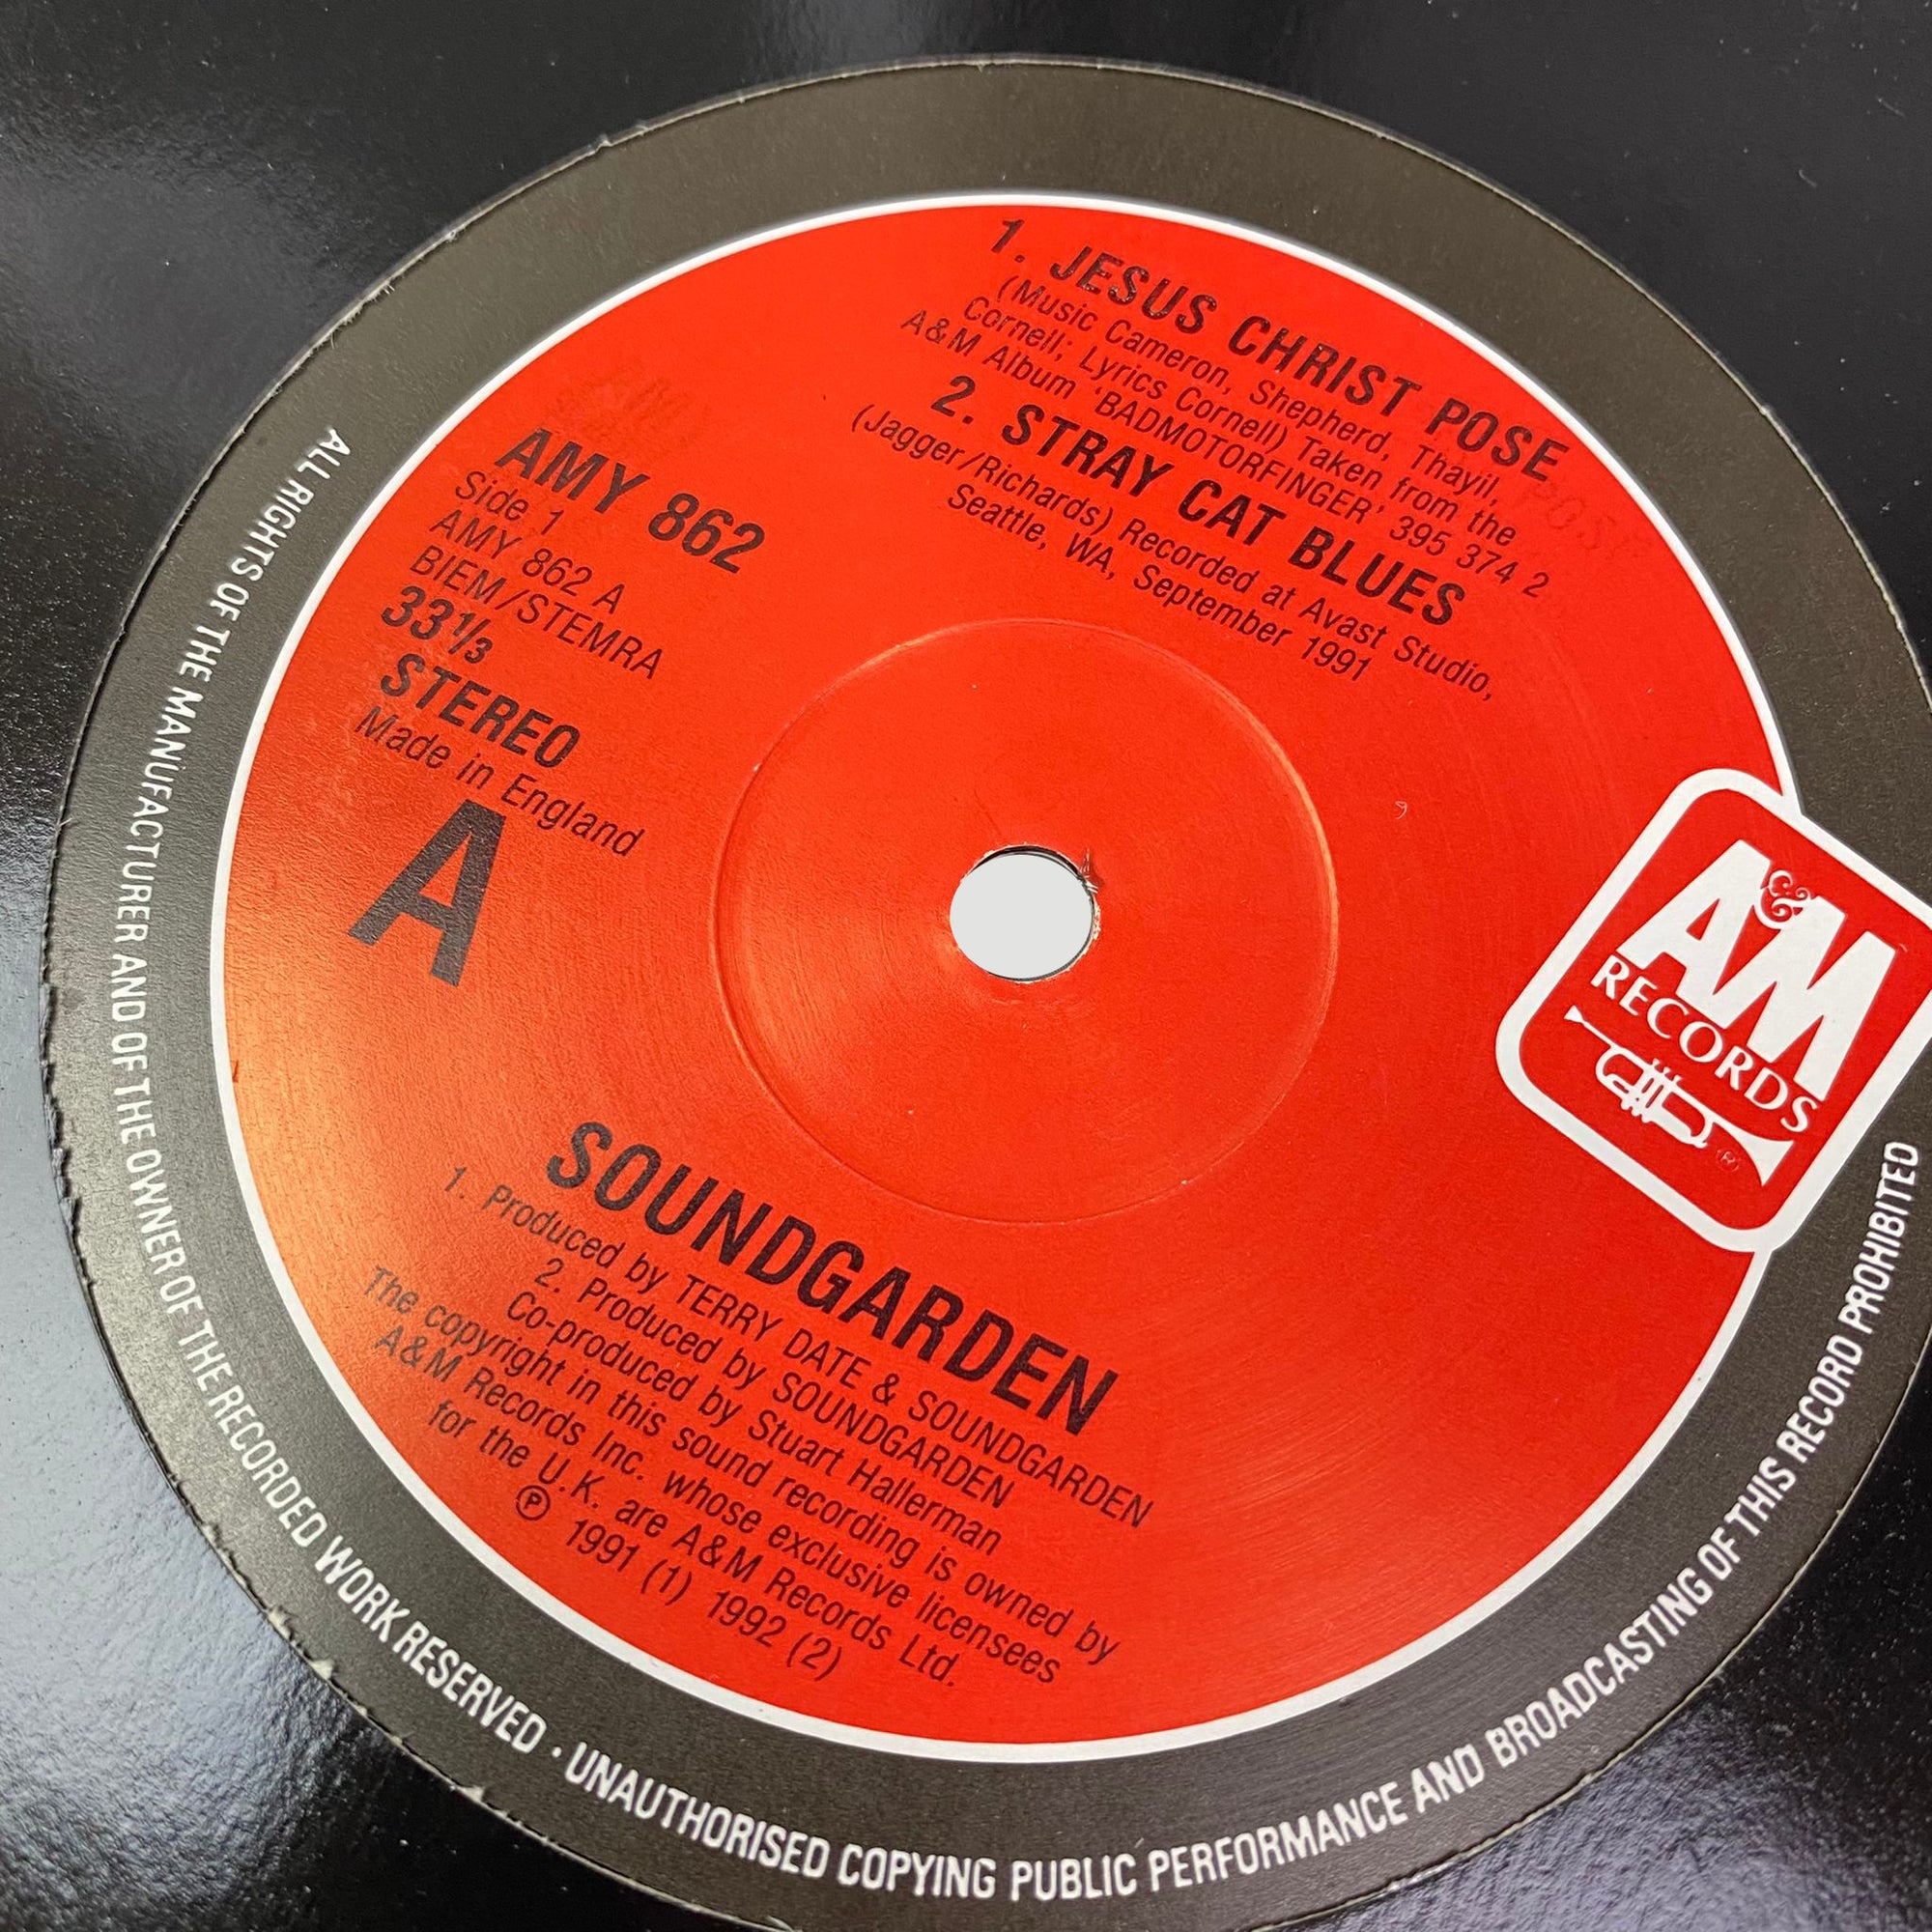 1. JESUS CHRIST POSE
(Music Cameron, Shepherd, Thayil,
Cornell; Lyrics Cornell) Taken from the
A&M Album 'BADMOTORFINGER' 395 374 2
2. STRAY CAT BLUES
(Jagger/Richards) Recorded at Avast Studio,
Seattle, WA, September 1991
AMY 862
Side 1
AMY 862 A
BIEM/STEMRA
33⅓
STEREO
Made in England
A
A&M
RECORDS
®
SOUNDGARDEN
1. Produced by TERRY DATE & SOUNDGARDEN
2. Produced by SOUNDGARDEN
Co-produced by Stuart Hallerman
The copyright in this sound recording is owned by
A&M Records Inc. whose exclusive licensees
for the U.K. are A&M Records Ltd.
℗ 1991 (1) 1992 (2)
ALL RIGHTS OF THE MANUFACTURER AND OF THE OWNER OF THE RECORDED WORK RESERVED · UNAUTHORISED COPYING PUBLIC PERFORMANCE AND BROADCASTING OF THIS RECORD PROHIBITED